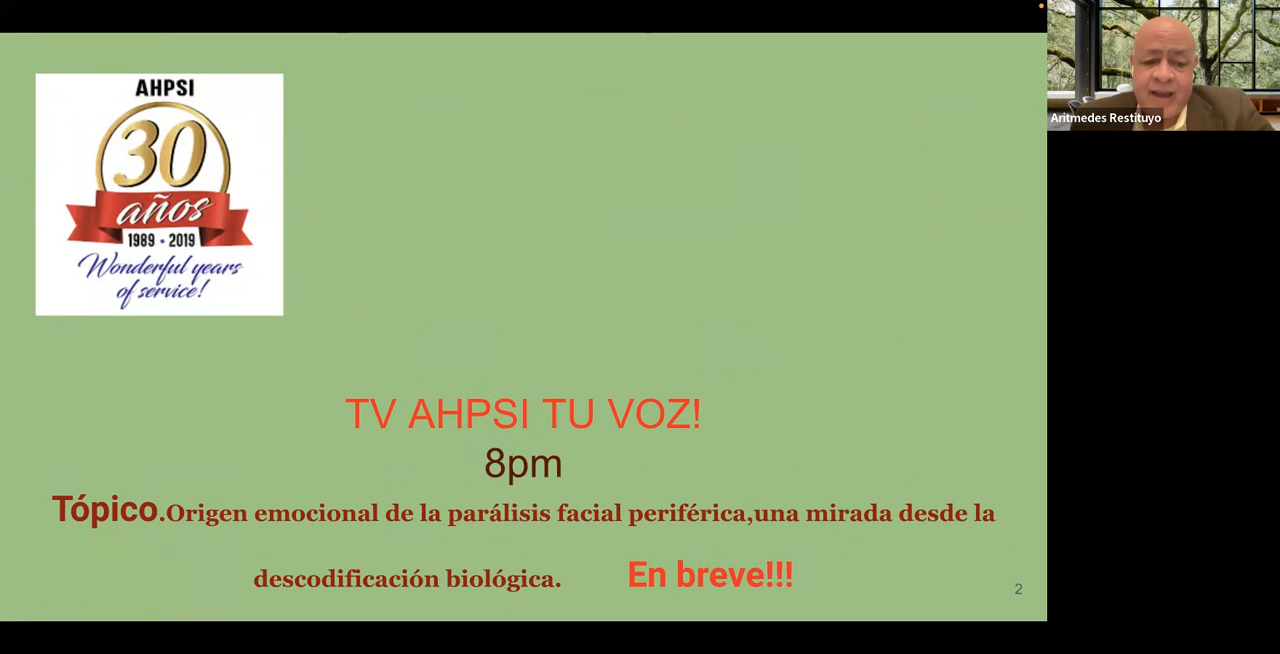 AHPSI
30
años
1989 • 2019
Wonderful years
of service!
Aritmedes Restituyo
TV AHPSI TU VOZ!
8pm
Tópico.Origen emocional de la parálisis facial periférica,una mirada desde la
descodificación biológica. En breve!!!
2